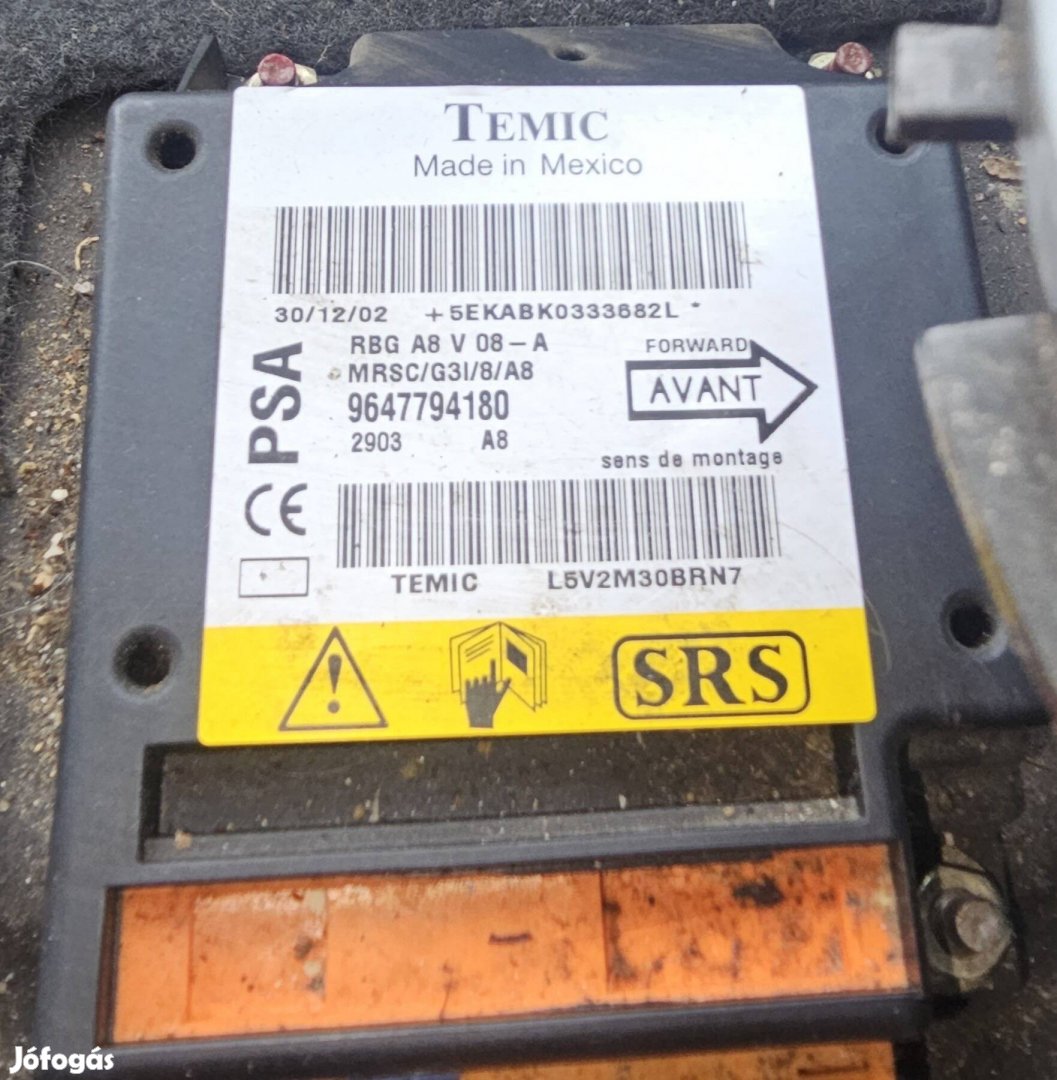 TEMIC
Made in Mexico
30/12/02 +5EKABK0333682L*
RBG A8 V 08-A
MRSC/G3I/8/A8
9647794180
2903 A8
PSA
CE
FORWARD
AVANT
sens de montage
TEMIC L5V2M30BRN7
!
SRS
Jófogás